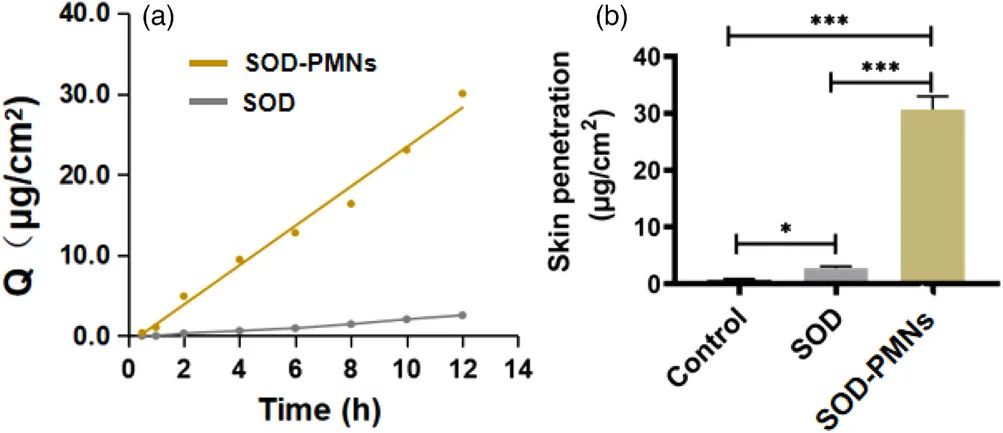 (a)
40.0
30.0
20.0
10.0
0.0
Q (μg/cm²)
SOD-PMNs
SOD
0 2 4 6 8 10 12 14
Time (h)
(b)
***
***
*
40
30
20
10
0
Skin penetration
(μg/cm²)
Control
SOD
SOD-PMNs